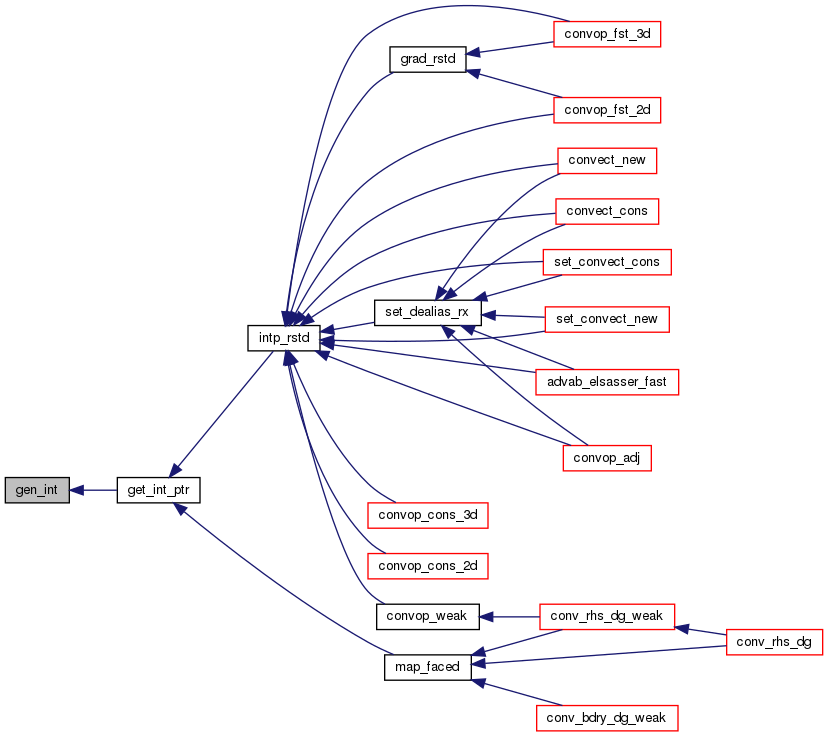 convop_fst_3d
grad_rstd
convop_fst_2d
convect_new
convect_cons
set_convect_cons
set_dealias_rx
set_convect_new
intp_rstd
advab_elsasser_fast
convop_adj
gen_int
get_int_ptr
convop_cons_3d
convop_cons_2d
convop_weak
conv_rhs_dg_weak
conv_rhs_dg
map_faced
conv_bdry_dg_weak